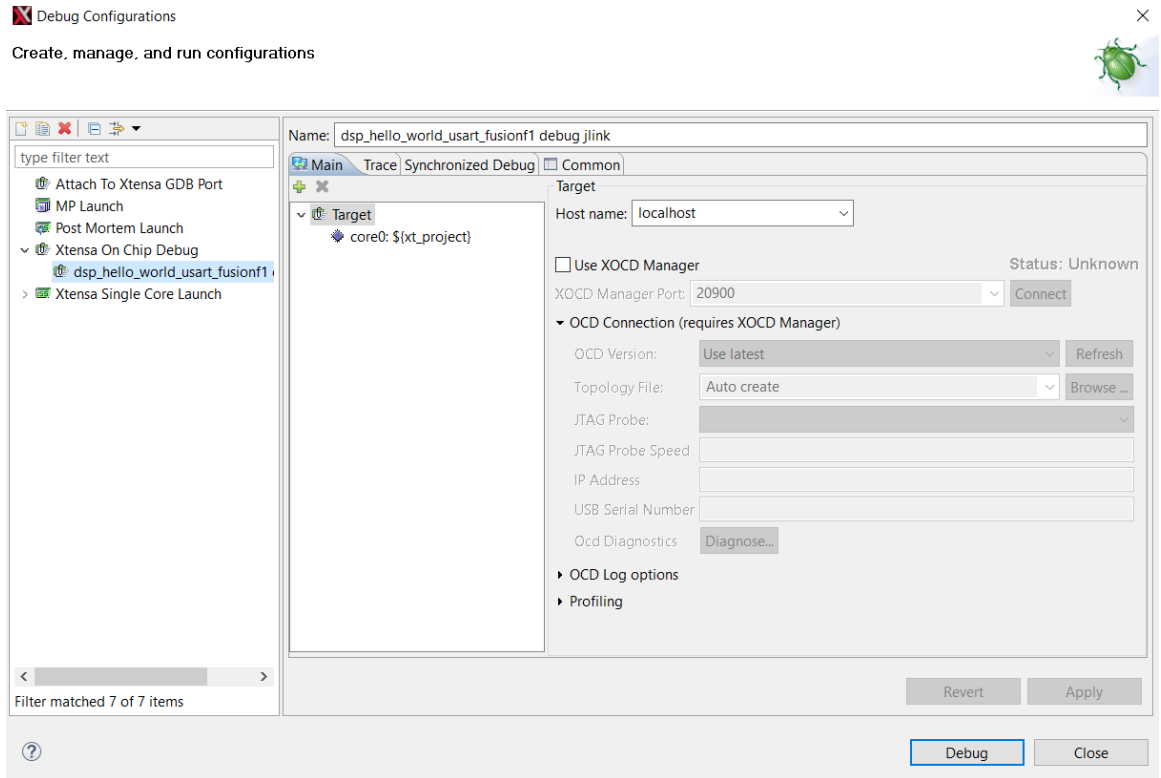 Debug Configurations
Create, manage, and run configurations
type filter text
Attach To Xtensa GDB Port
MP Launch
Post Mortem Launch
Xtensa On Chip Debug
dsp_hello_world_usart_fusionf1
Xtensa Single Core Launch
Filter matched 7 of 7 items
Name: dsp_hello_world_usart_fusionf1 debug jlink
Main Trace Synchronized Debug Common
Target
core0: ${xt_project}
Target
Host name: localhost
Use XOCD Manager Status: Unknown
XOCD Manager Port: 20900 Connect
OCD Connection (requires XOCD Manager)
OCD Version: Use latest Refresh
Topology File: Auto create Browse ...
JTAG Probe:
JTAG Probe Speed
IP Address
USB Serial Number
Ocd Diagnostics Diagnose...
OCD Log options
Profiling
Revert Apply
Debug Close